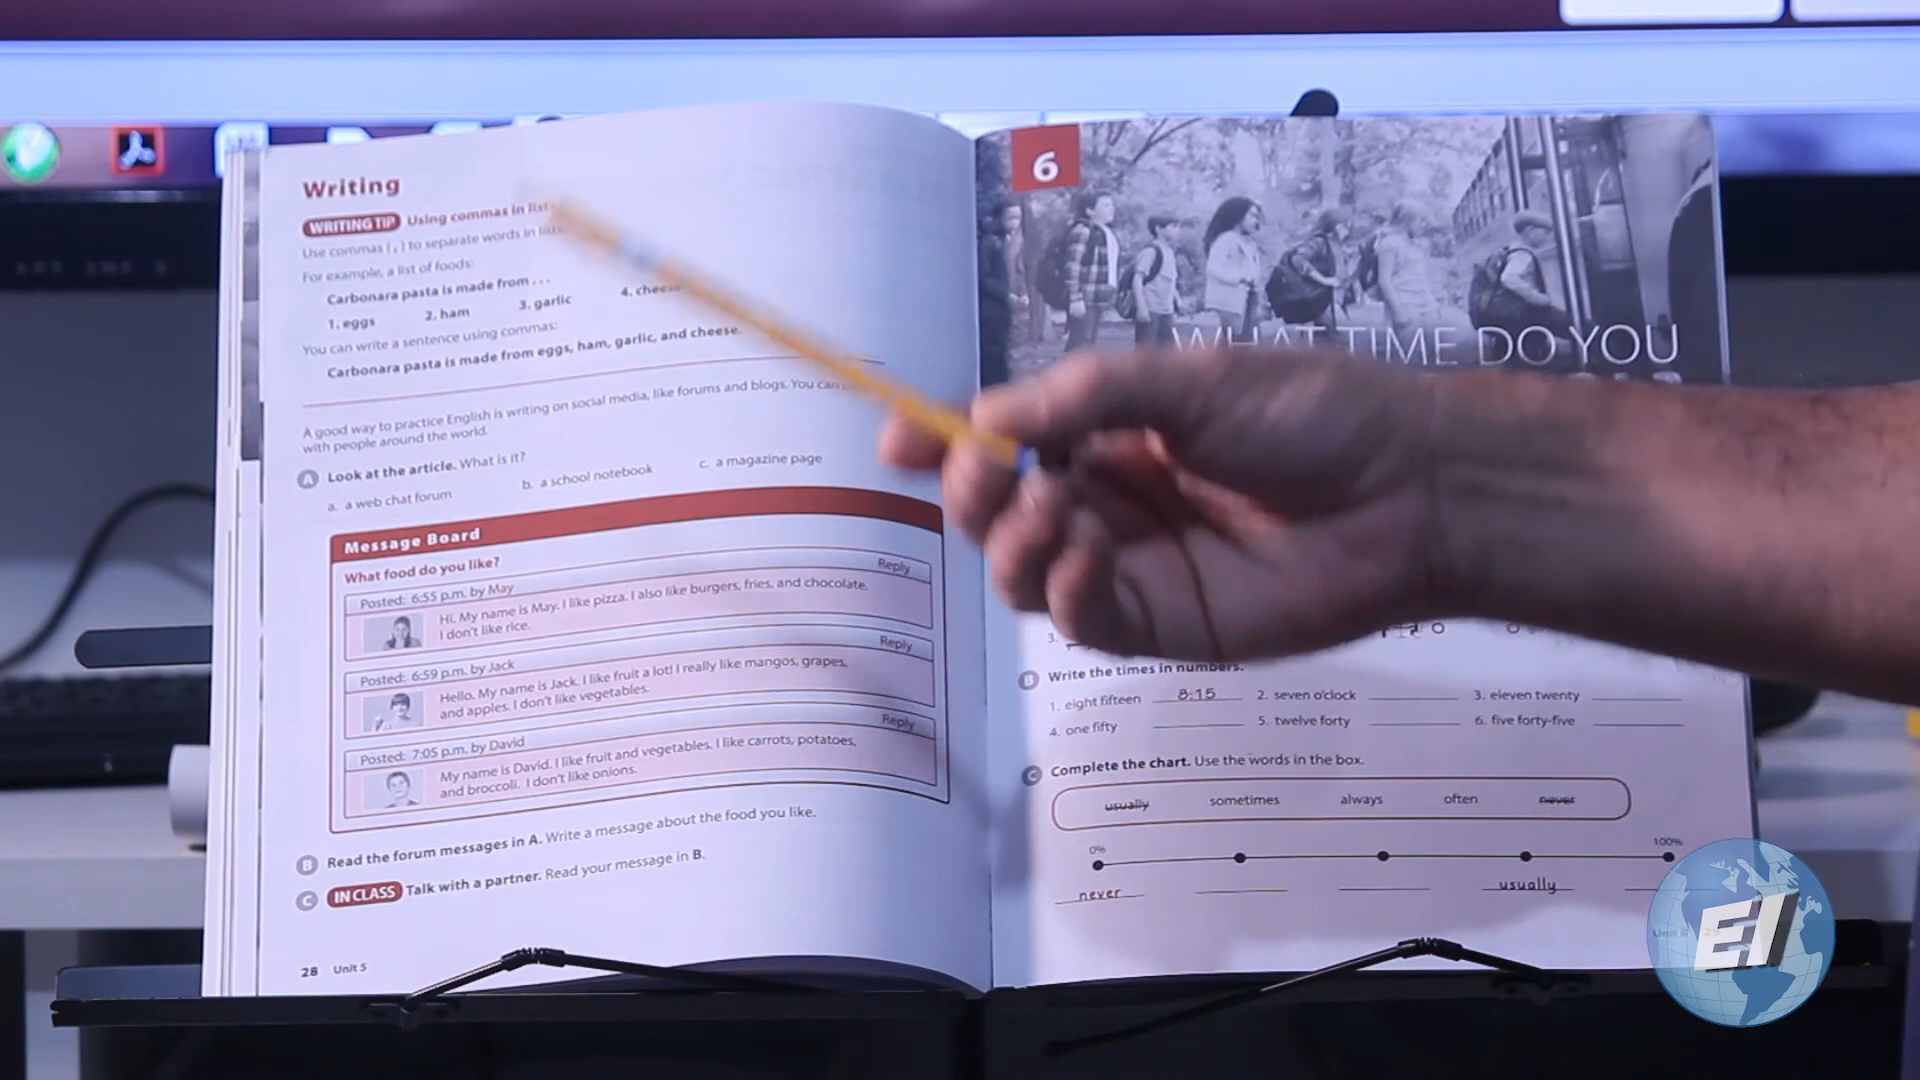 Writing
WRITING TIP Using commas in
Use commas ( , ) to separate words in
For example, a list of foods:
Carbonara pasta is made from . . .
1. eggs 2. ham 3. garlic 4.
You can write a sentence using commas:
Carbonara pasta is made from eggs, ham, garlic, and cheese.
A good way to practice English is writing on social media, like forums and blogs. You can
with people around the world.
A Look at the article. What is it?
a. a web chat forum b. a school notebook c. a magazine page
Message Board
What food do you like?
Posted: 6:55 p.m. by May Reply
Hi. My name is May. I like pizza. I also like burgers, fries, and chocolate.
I don't like rice.
Posted: 6:59 p.m. by Jack Reply
Hello. My name is Jack. I like fruit a lot! I really like mangos, grapes,
and apples. I don't like vegetables.
Posted: 7:05 p.m. by David Reply
My name is David. I like fruit and vegetables. I like carrots, potatoes,
and broccoli. I don't like onions.
B Read the forum messages in A. Write a message about the food you like.
C IN CLASS Talk with a partner. Read your message in B.
28 Unit 5
6
WHAT TIME DO YOU
3.
B Write the times in numbers.
1. eight fifteen 8:15 2. seven o'clock 3. eleven twenty
4. one fifty 5. twelve forty 6. five forty-five
C Complete the chart. Use the words in the box.
usually sometimes always often never
0% 100%
never usually
EI